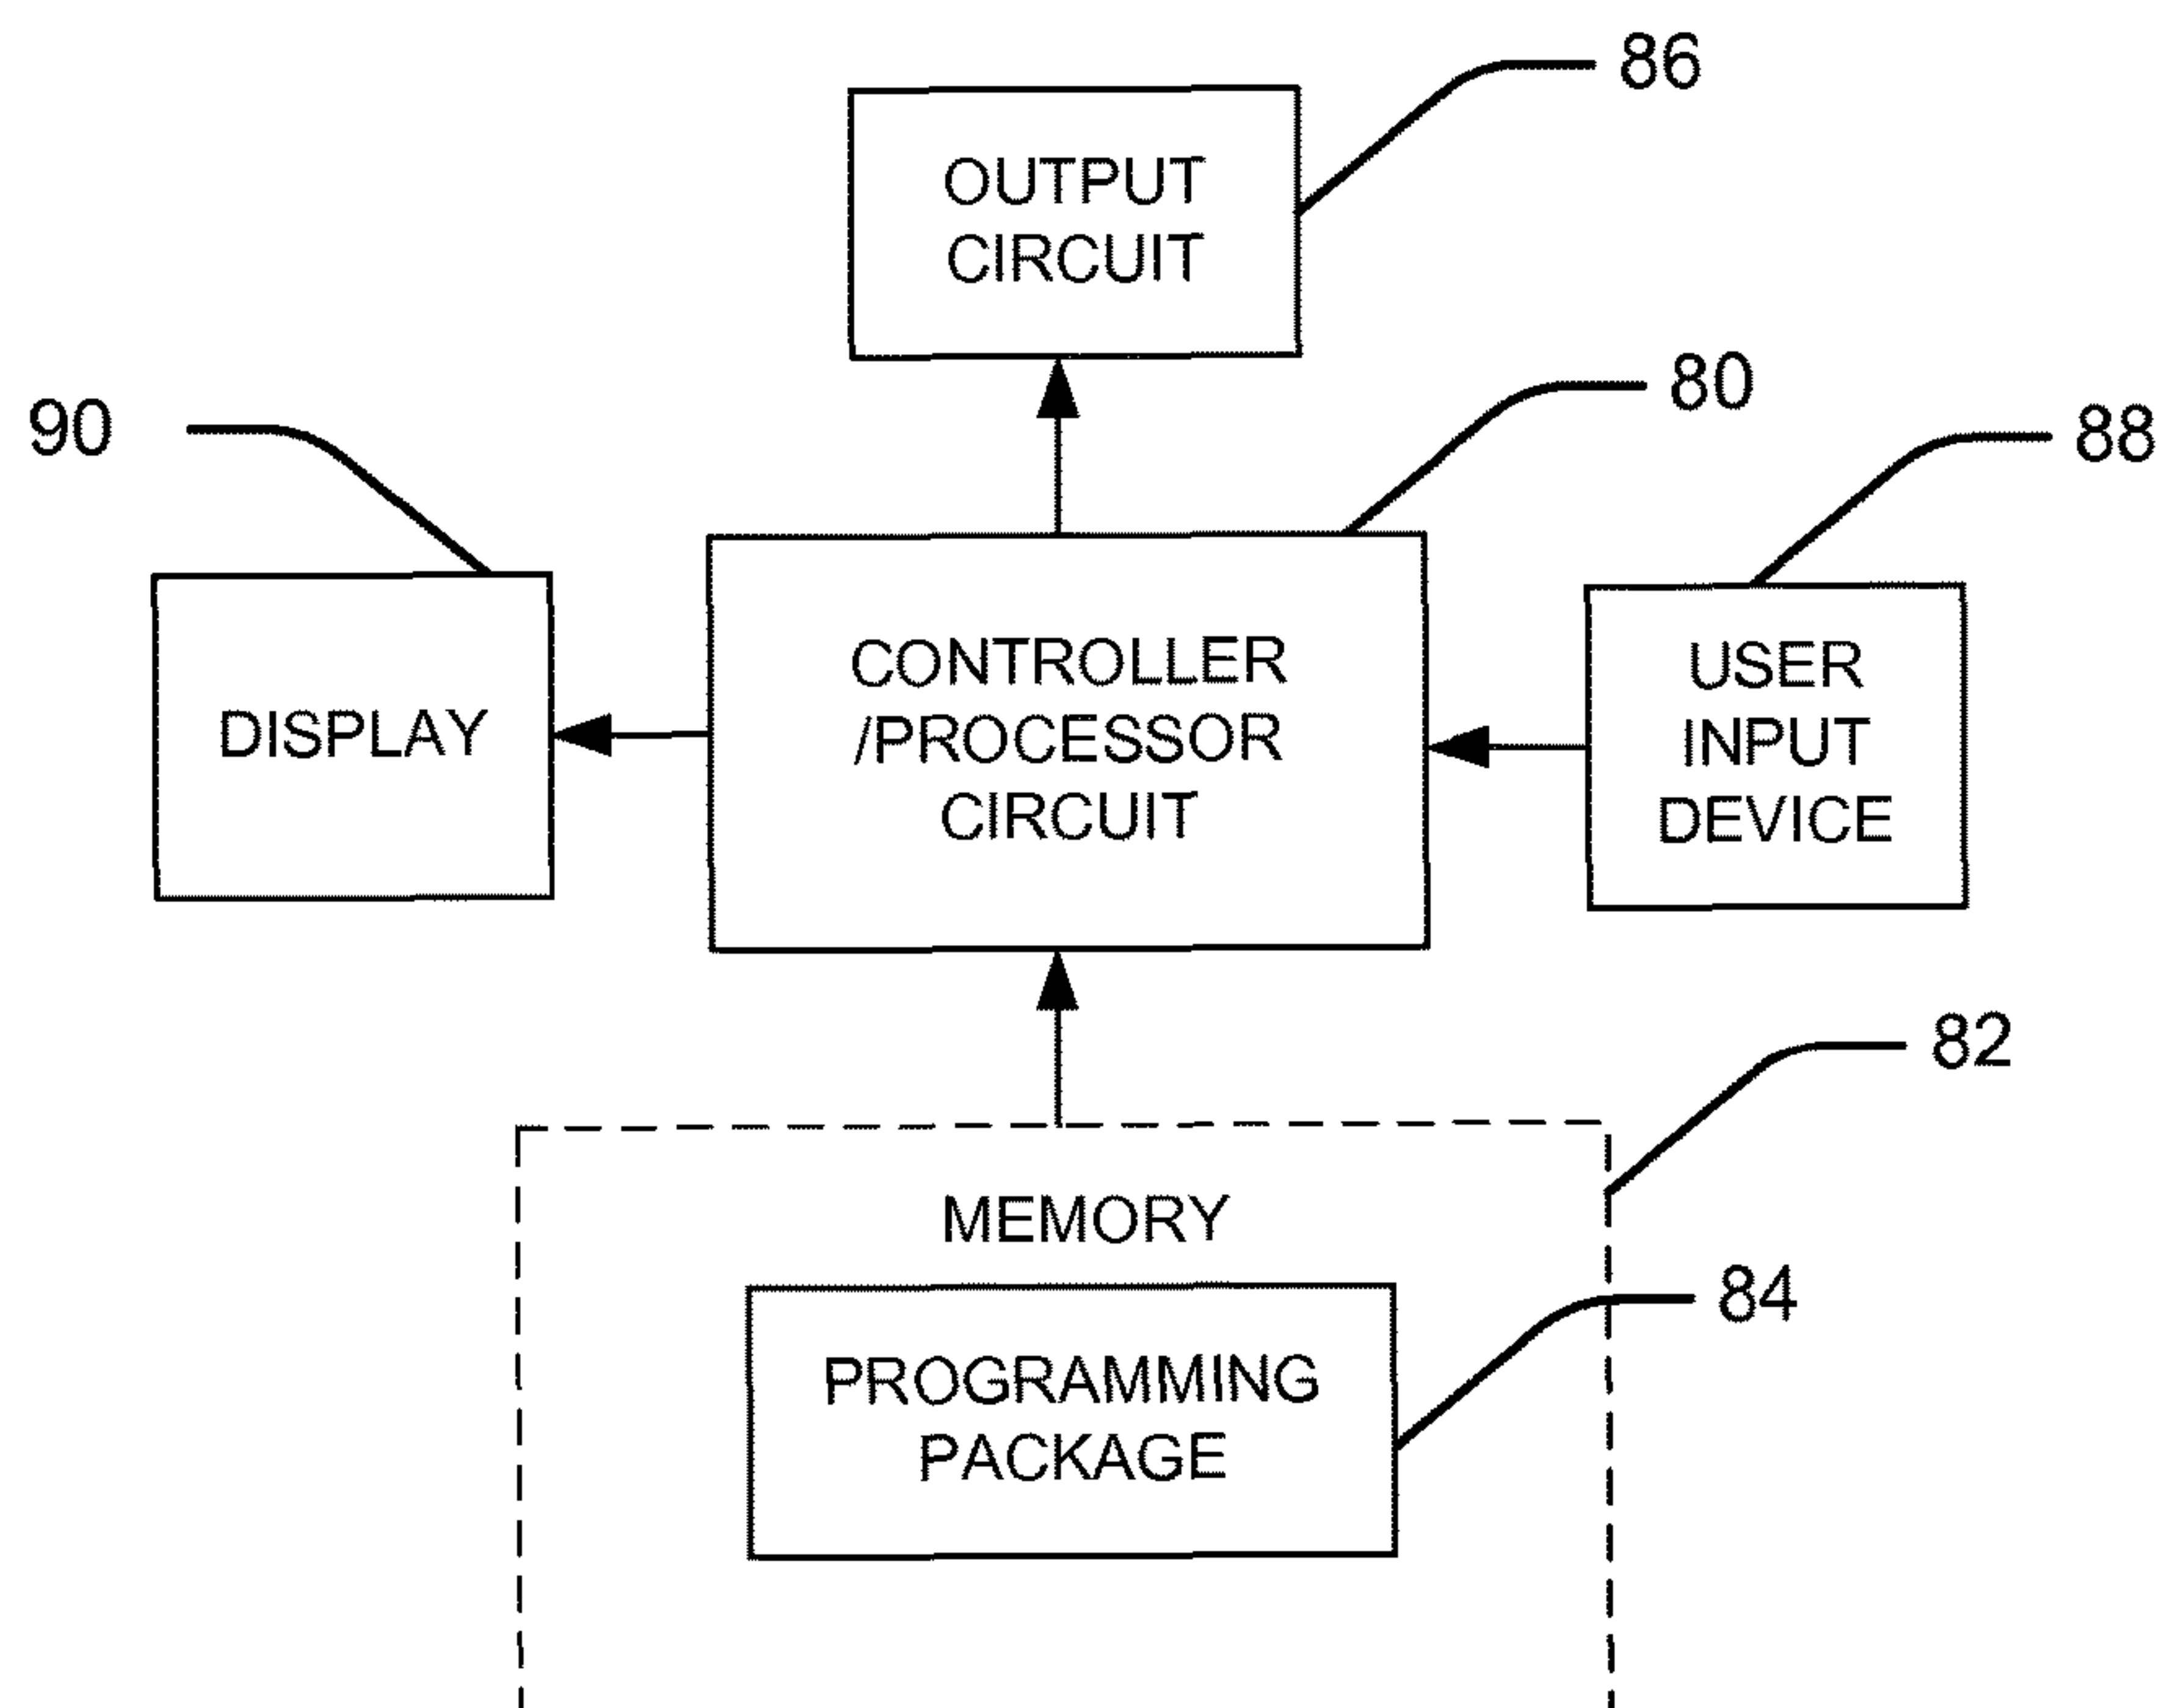 86
OUTPUT
CIRCUIT
80
90
88
CONTROLLER
/PROCESSOR
CIRCUIT
DISPLAY
USER
INPUT
DEVICE
82
MEMORY
84
PROGRAMMING
PACKAGE